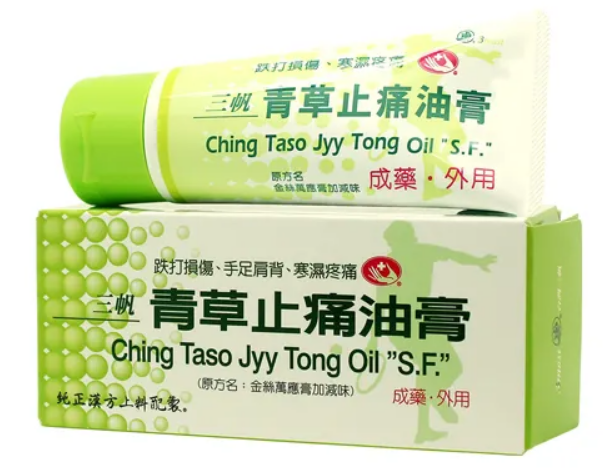 跌打損傷、寒濕疼痛
三帆 青草止痛油膏
Ching Taso Jyy Tong Oil "S.F."
原方名
金絲萬應膏加減味
成藥・外用
跌打損傷、手足肩背、寒濕疼痛
三帆 青草止痛油膏
Ching Taso Jyy Tong Oil "S.F."
(原方名：金絲萬應膏加減味)
純正漢方上料配製。
成藥・外用